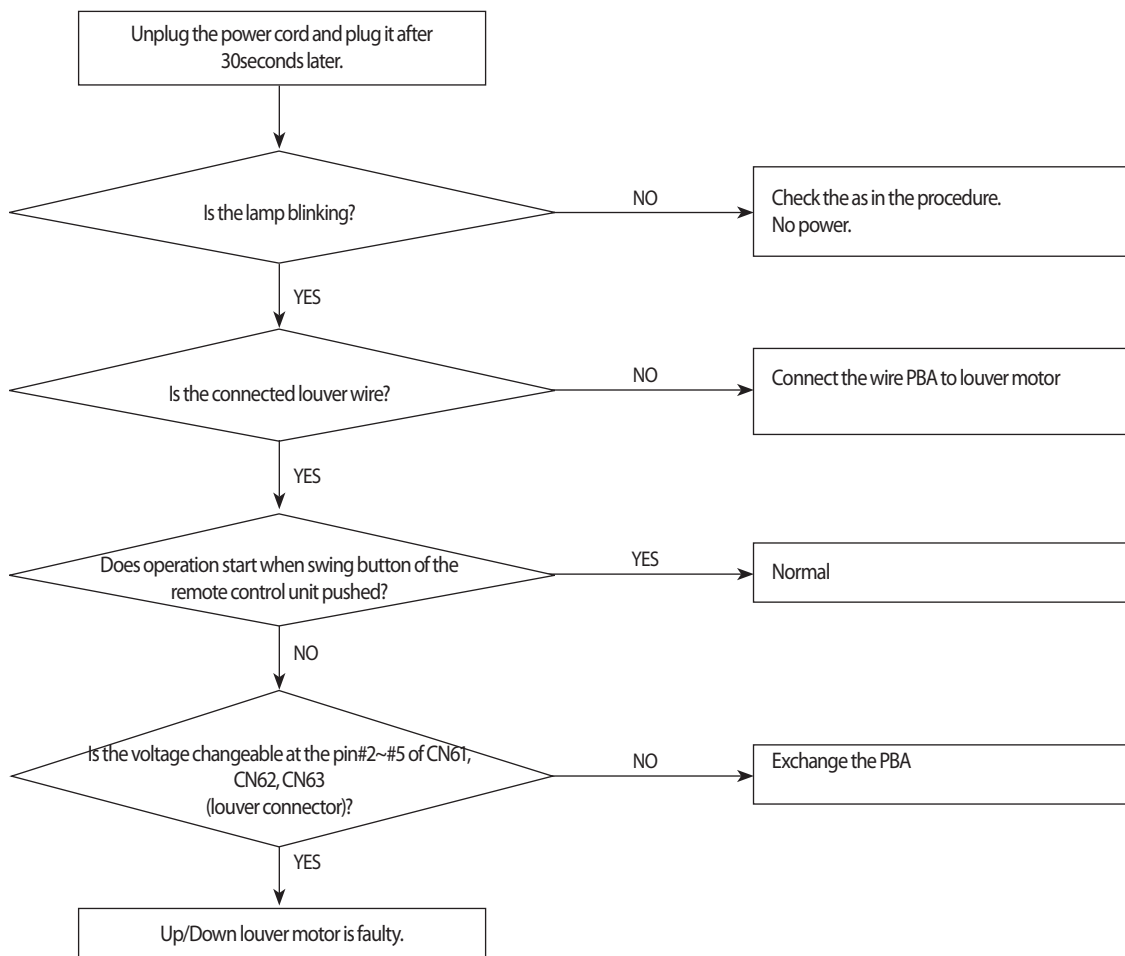 Unplug the power cord and plug it after
30seconds later.
Is the lamp blinking?
NO
Check the as in the procedure.
No power.
YES
Is the connected louver wire?
NO
Connect the wire PBA to louver motor
YES
Does operation start when swing button of the
remote control unit pushed?
YES
Normal
NO
Is the voltage changeable at the pin#2~#5 of CN61,
CN62, CN63
(louver connector)?
NO
Exchange the PBA
YES
Up/Down louver motor is faulty.